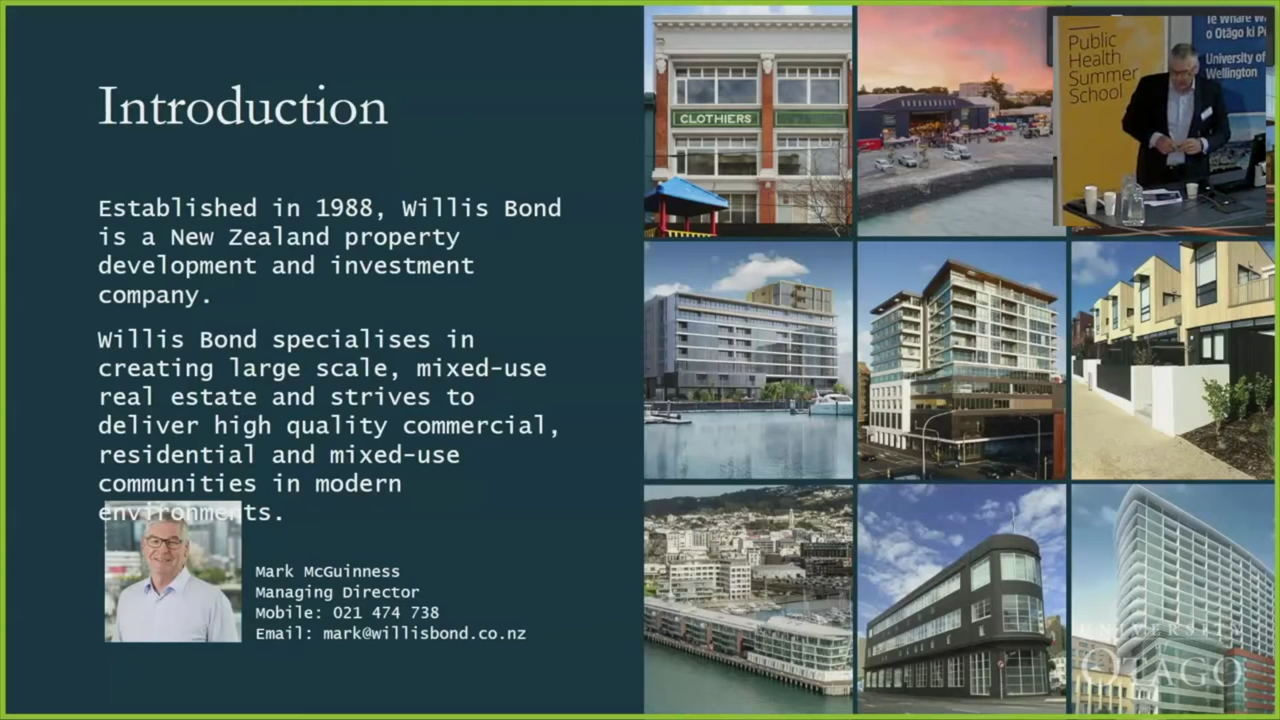 Introduction
Established in 1988, Willis Bond
is a New Zealand property
development and investment
company.
Willis Bond specialises in
creating large scale, mixed-use
real estate and strives to
deliver high quality commercial,
residential and mixed-use
communities in modern
environments.
Mark McGuinness
Managing Director
Mobile: 021 474 738
Email: mark@willisbond.co.nz
CLOTHIERS
Public
Health
Summer
School
Te Whare W
o Otāgo ki Pō
University of
Wellington
UNIVERSITY
OTAGO